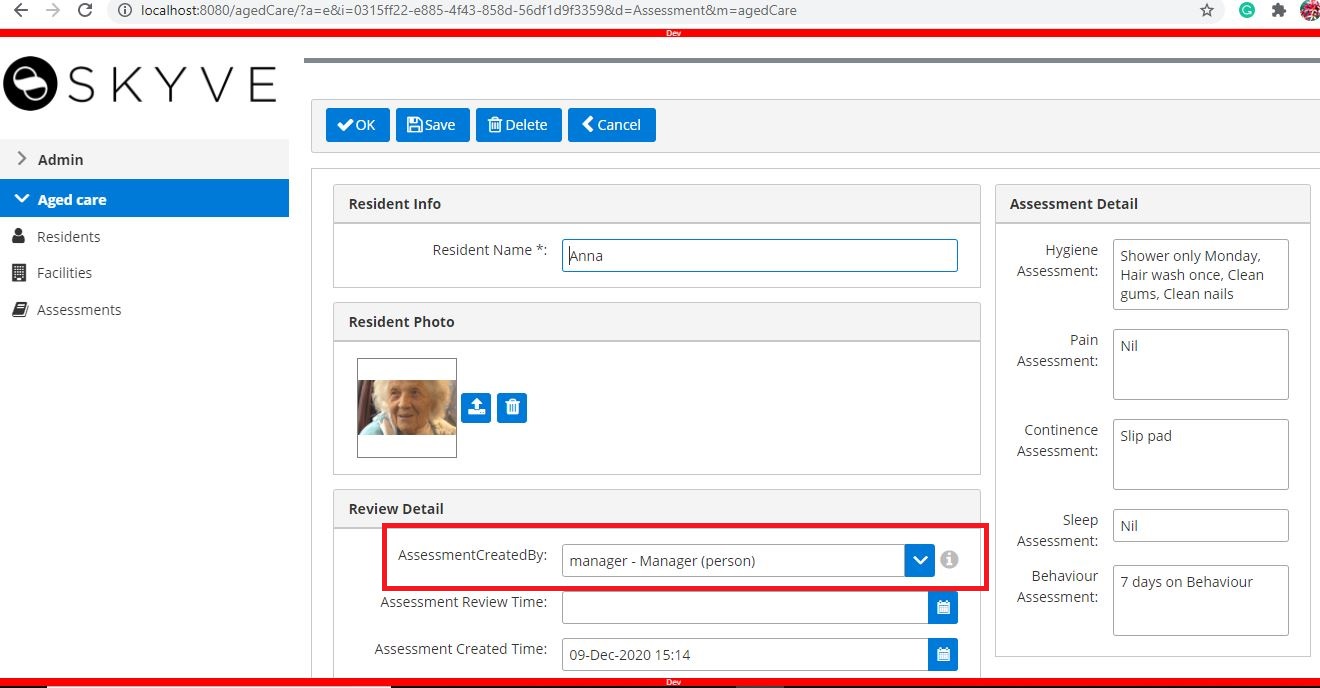 localhost:8080/agedCare/?a=e&i=0315ff22-e885-4f43-858d-56df1d9f3359&d=Assessment&m=agedCare
Dev
SKYVE
OK Save Delete Cancel
Admin
Aged care
Residents
Facilities
Assessments
Resident Info
Resident Name *: Anna
Resident Photo
Review Detail
AssessmentCreatedBy: manager - Manager (person)
Assessment Review Time:
Assessment Created Time: 09-Dec-2020 15:14
Assessment Detail
Hygiene
Assessment:
Shower only Monday,
Hair wash once, Clean
gums, Clean nails
Pain
Assessment:
Nil
Continence
Assessment:
Slip pad
Sleep
Assessment:
Nil
Behaviour
Assessment:
7 days on Behaviour
Dev